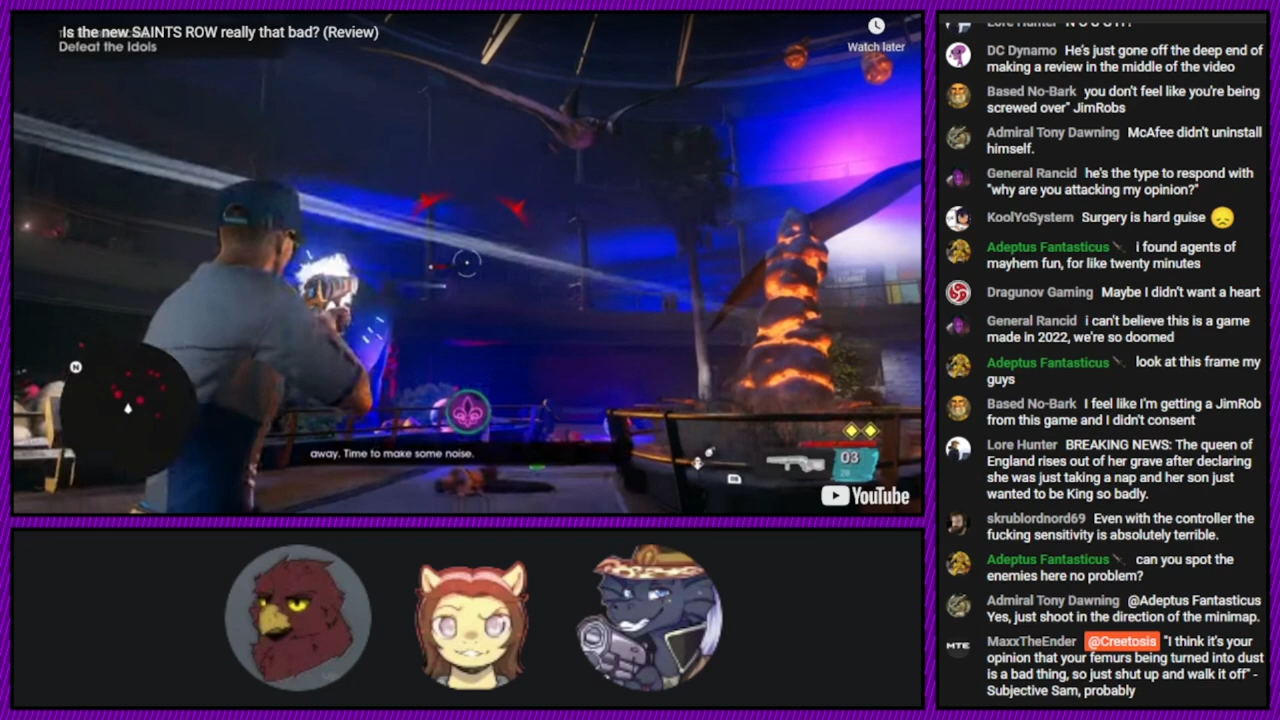 Is the new SAINTS ROW really that bad? (Review)
Defeat the Idols
Watch later
N
away. Time to make some noise.
03
YouTube
Lore Hunter
DC Dynamo He's just gone off the deep end of
making a review in the middle of the video
Based No-Bark you don't feel like you're being
screwed over" JimRobs
Admiral Tony Dawning McAfee didn't uninstall
himself.
General Rancid he's the type to respond with
"why are you attacking my opinion?"
KoolYoSystem Surgery is hard guise
Adeptus Fantasticus i found agents of
mayhem fun, for like twenty minutes
Dragunov Gaming Maybe I didn't want a heart
General Rancid i can't believe this is a game
made in 2022, we're so doomed
Adeptus Fantasticus look at this frame my
guys
Based No-Bark I feel like I'm getting a JimRob
from this game and I didn't consent
Lore Hunter BREAKING NEWS: The queen of
England rises out of her grave after declaring
she was just taking a nap and her son just
wanted to be King so badly.
skrublordnord69 Even with the controller the
fucking sensitivity is absolutely terrible.
Adeptus Fantasticus can you spot the
enemies here no problem?
Admiral Tony Dawning @Adeptus Fantasticus
Yes, just shoot in the direction of the minimap.
MTE
MaxxTheEnder @Creetosis "I think it's your
opinion that your femurs being turned into dust
is a bad thing, so just shut up and walk it off" -
Subjective Sam, probably